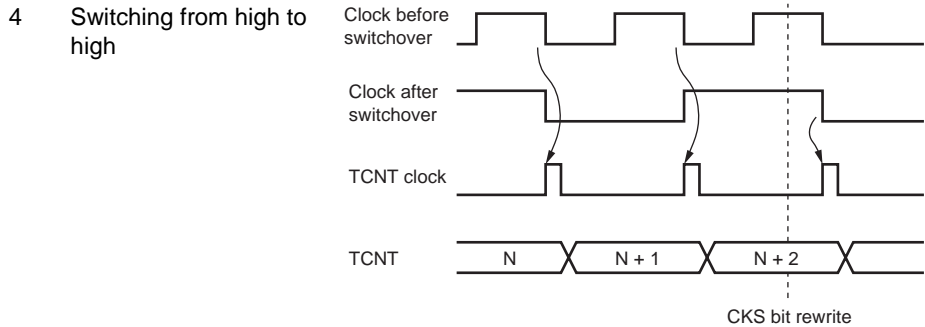 4 Switching from high to
high
Clock before
switchover
Clock after
switchover
TCNT clock
TCNT
N
N + 1
N + 2
CKS bit rewrite